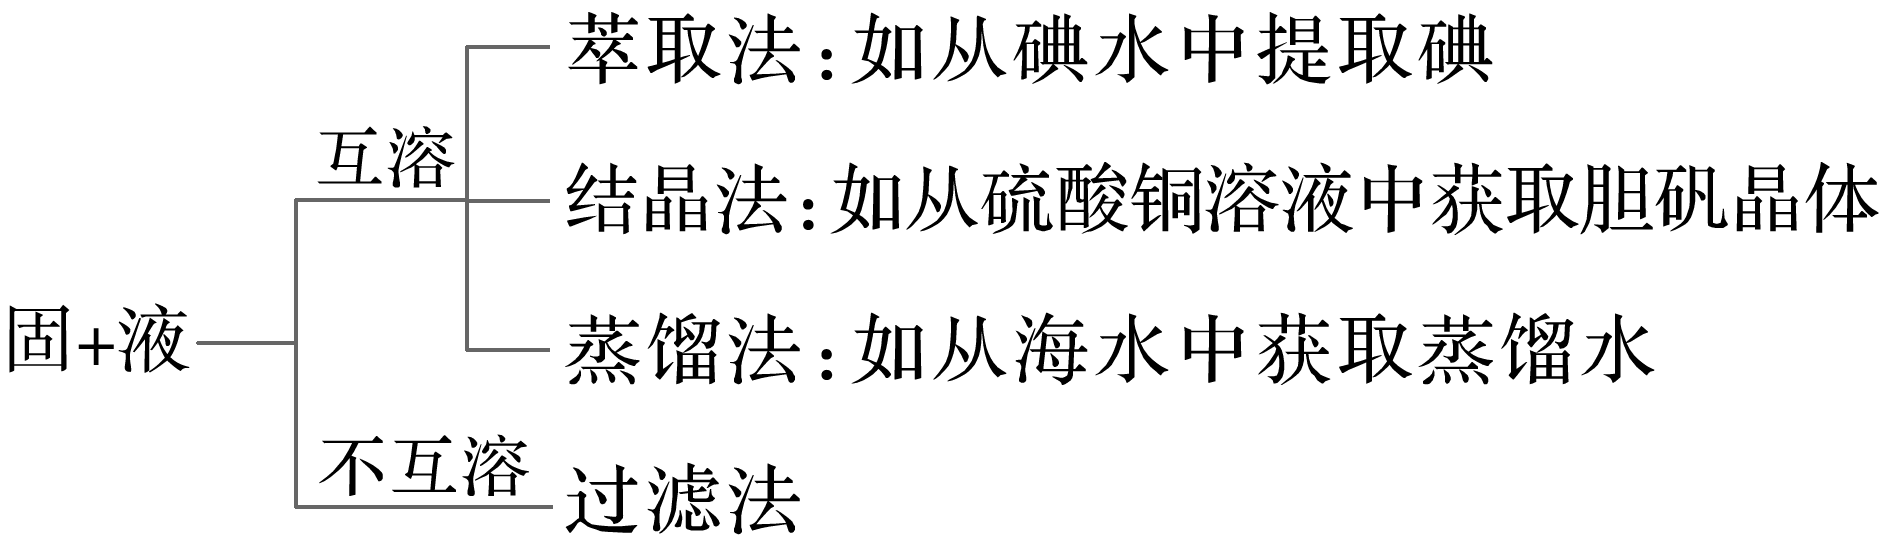 萃取法:如从碘水中提取碘
互溶
结晶法:如从硫酸铜溶液中获取胆矾晶体
固+液
蒸馏法:如从海水中获取蒸馏水
不互溶
过滤法